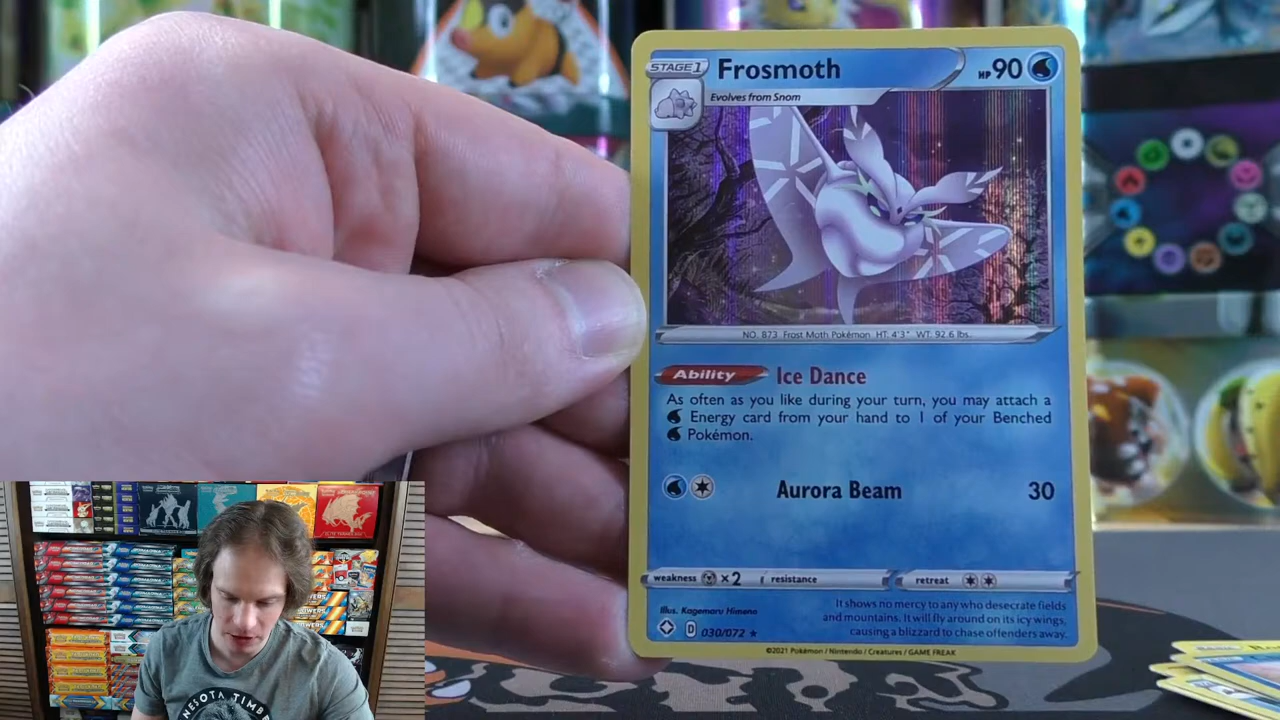 STAGE 1 Frosmoth HP 90
Evolves from Snom
NO. 873 Frost Moth Pokémon HT: 4'3" WT: 92.6 lbs.
Ability Ice Dance
As often as you like during your turn, you may attach a
Energy card from your hand to 1 of your Benched
Pokémon.
Aurora Beam 30
weakness ×2 resistance retreat
Illus. Kagemaru Himeno
It shows no mercy to any who desecrate fields
and mountains. It will fly around on its icy wings,
causing a blizzard to chase offenders away.
D 030/072 ★
©2021 Pokémon / Nintendo / Creatures / GAME FREAK
NESOTA TIMBE